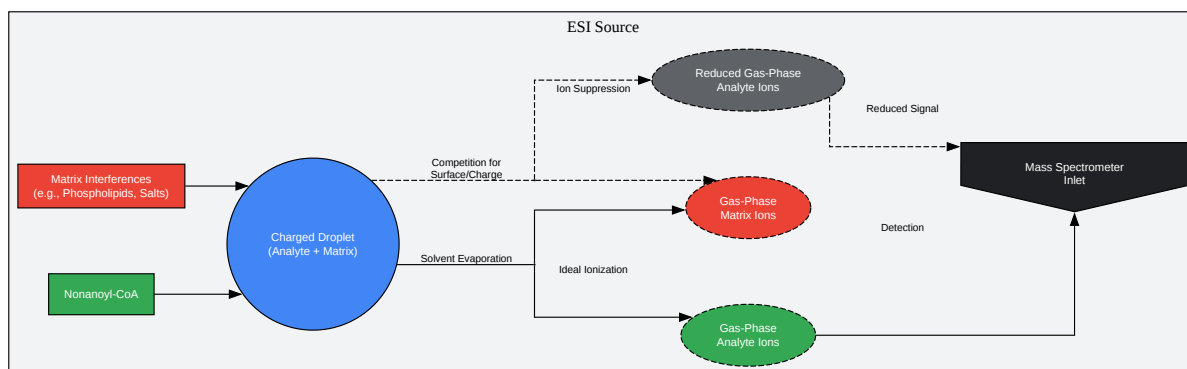 ESI Source
Reduced Gas-Phase
Analyte Ions
Ion Suppression
Reduced Signal
Matrix Interferences
(e.g., Phospholipids, Salts)
Competition for
Surface/Charge
Mass Spectrometer
Inlet
Gas-Phase
Matrix Ions
Charged Droplet
(Analyte + Matrix)
Detection
Solvent Evaporation
Ideal Ionization
Nonanoyl-CoA
Gas-Phase
Analyte Ions